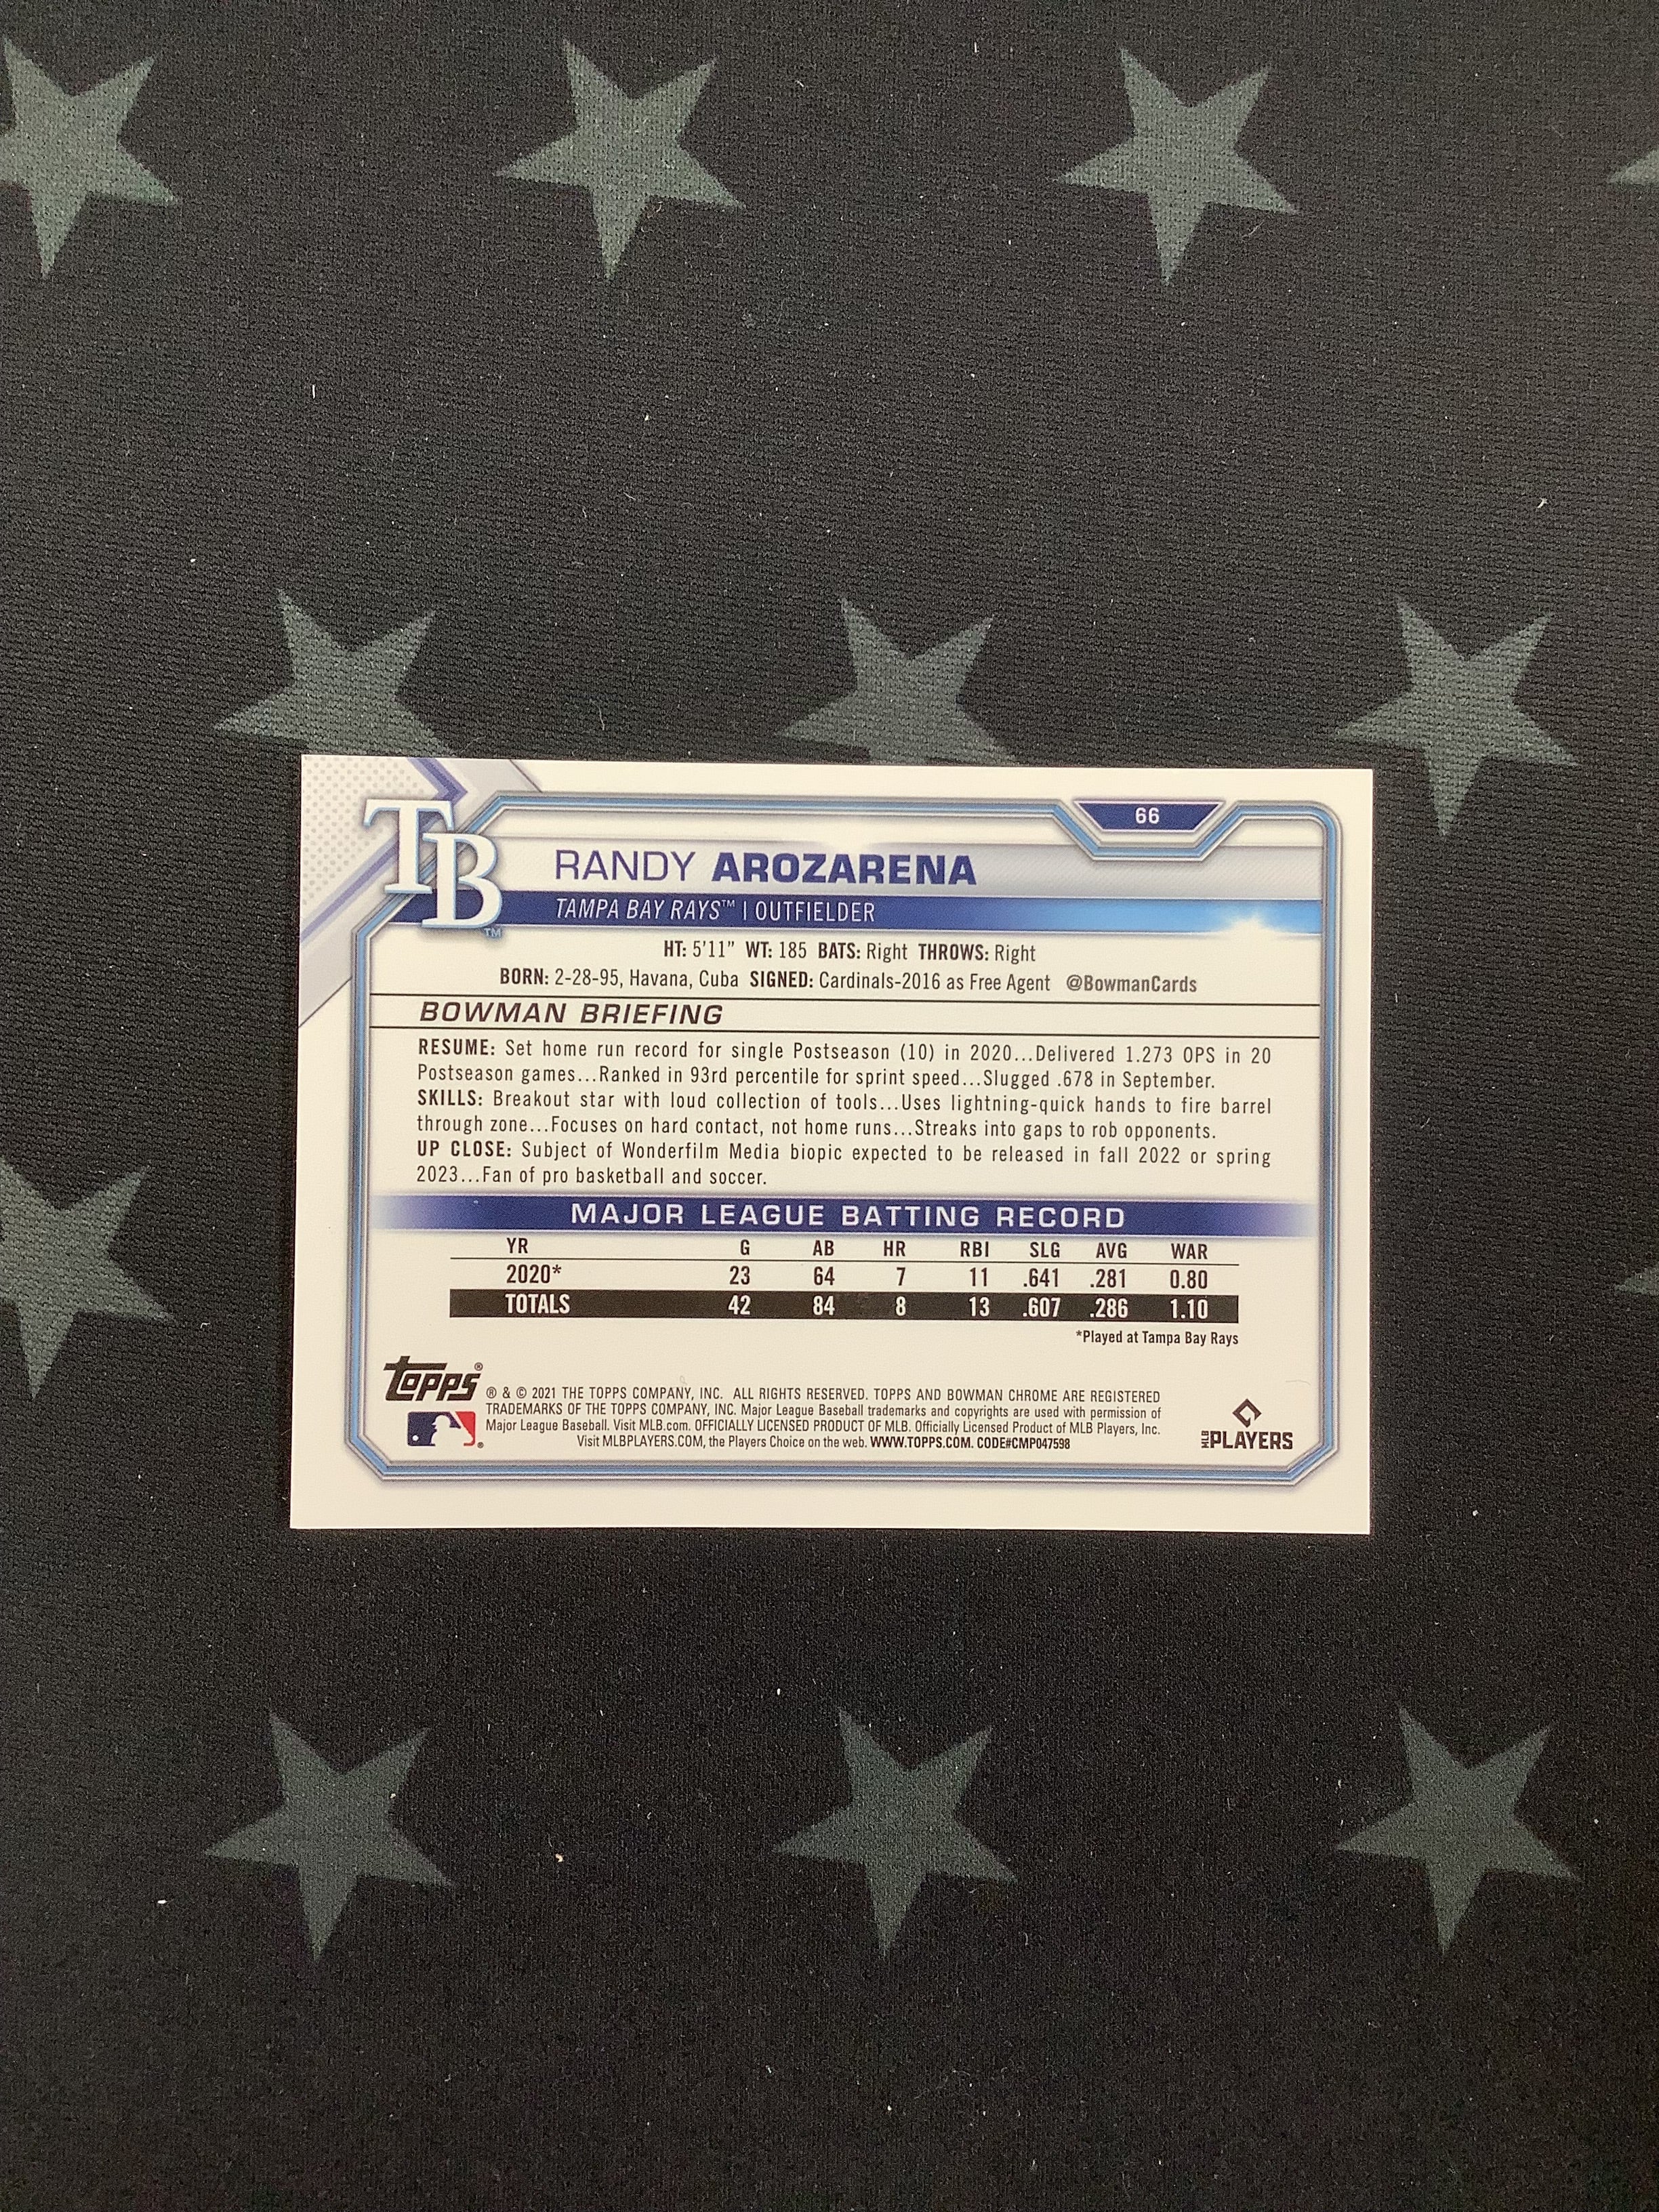 66
TB
TM
RANDY AROZARENA
TAMPA BAY RAYS™ | OUTFIELDER
HT: 5'11" WT: 185 BATS: Right THROWS: Right
BORN: 2-28-95, Havana, Cuba SIGNED: Cardinals-2016 as Free Agent @BowmanCards
BOWMAN BRIEFING
RESUME: Set home run record for single Postseason (10) in 2020...Delivered 1.273 OPS in 20
Postseason games...Ranked in 93rd percentile for sprint speed...Slugged .678 in September.
SKILLS: Breakout star with loud collection of tools...Uses lightning-quick hands to fire barrel
through zone...Focuses on hard contact, not home runs...Streaks into gaps to rob opponents.
UP CLOSE: Subject of Wonderfilm Media biopic expected to be released in fall 2022 or spring
2023...Fan of pro basketball and soccer.
MAJOR LEAGUE BATTING RECORD
YR G AB HR RBI SLG AVG WAR
2020* 23 64 7 11 .641 .281 0.80
TOTALS 42 84 8 13 .607 .286 1.10
*Played at Tampa Bay Rays
Topps®
® & © 2021 THE TOPPS COMPANY, INC. ALL RIGHTS RESERVED. TOPPS AND BOWMAN CHROME ARE REGISTERED
TRADEMARKS OF THE TOPPS COMPANY, INC. Major League Baseball trademarks and copyrights are used with permission of
Major League Baseball. Visit MLB.com. OFFICIALLY LICENSED PRODUCT OF MLB. Officially Licensed Product of MLB Players, Inc.
Visit MLBPLAYERS.COM, the Players Choice on the web. WWW.TOPPS.COM. CODE#CMP047598
MLB PLAYERS